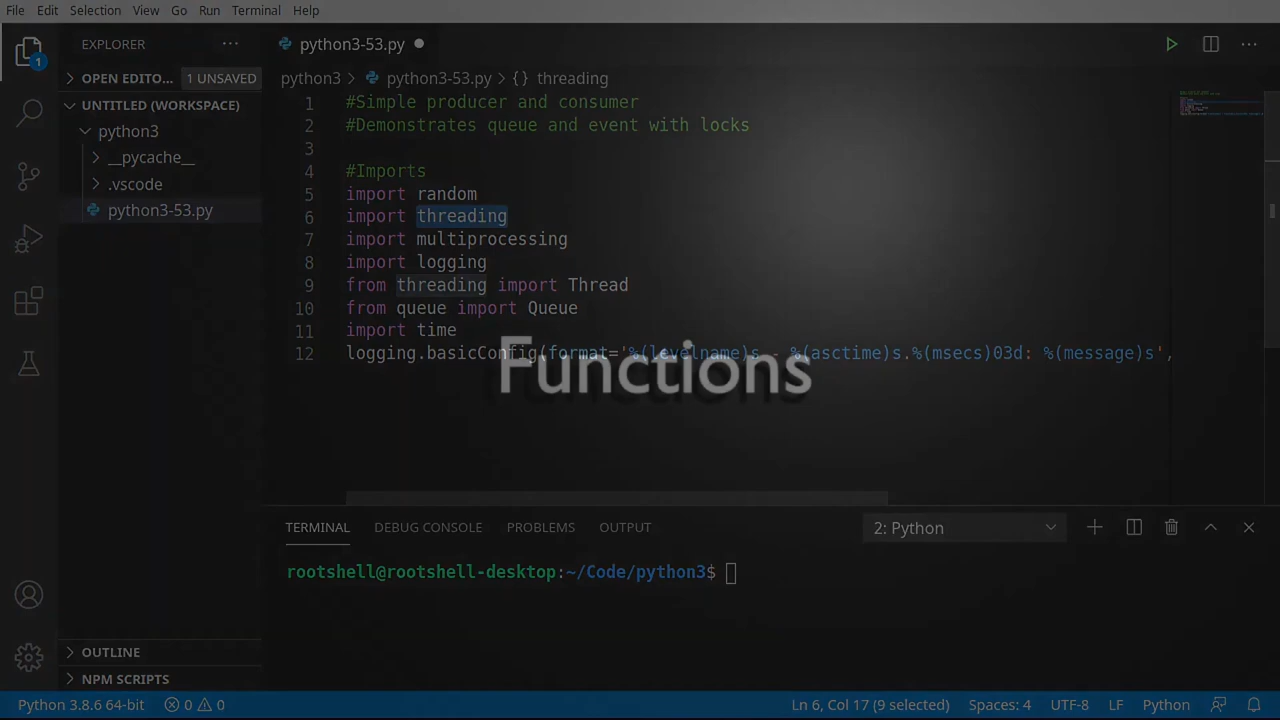 File Edit Selection View Go Run Terminal Help
EXPLORER ···
python3-53.py
OPEN EDITO... 1 UNSAVED
UNTITLED (WORKSPACE)
python3
__pycache__
.vscode
python3-53.py
OUTLINE
NPM SCRIPTS
1
python3 > python3-53.py > {} threading
1 #Simple producer and consumer
2 #Demonstrates queue and event with locks
3
4 #Imports
5 import random
6 import threading
7 import multiprocessing
8 import logging
9 from threading import Thread
10 from queue import Queue
11 import time
12 logging.basicConfig(format='%(levelname)s - %(asctime)s.%(msecs)03d: %(message)s',
Functions
TERMINAL DEBUG CONSOLE PROBLEMS OUTPUT 2: Python
rootshell@rootshell-desktop:~/Code/python3$
Python 3.8.6 64-bit 0 0 Ln 6, Col 17 (9 selected) Spaces: 4 UTF-8 LF Python